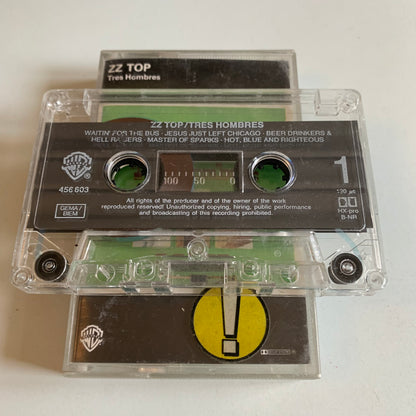 ZZ TOP
Tres Hombres
ZZ TOP/TRES HOMBRES
WAITIN' FOR THE BUS · JESUS JUST LEFT CHICAGO · BEER DRINKERS &
HELL RAISERS · MASTER OF SPARKS · HOT, BLUE AND RIGHTEOUS
456 603
100 50 0
1
GEMA/
BIEM
All rights of the producer and of the owner of the work
reproduced reserved! Unauthorized copying, hiring, public performance
and broadcasting of this recording prohibited.
120 µs
HX-pro
B-NR
!